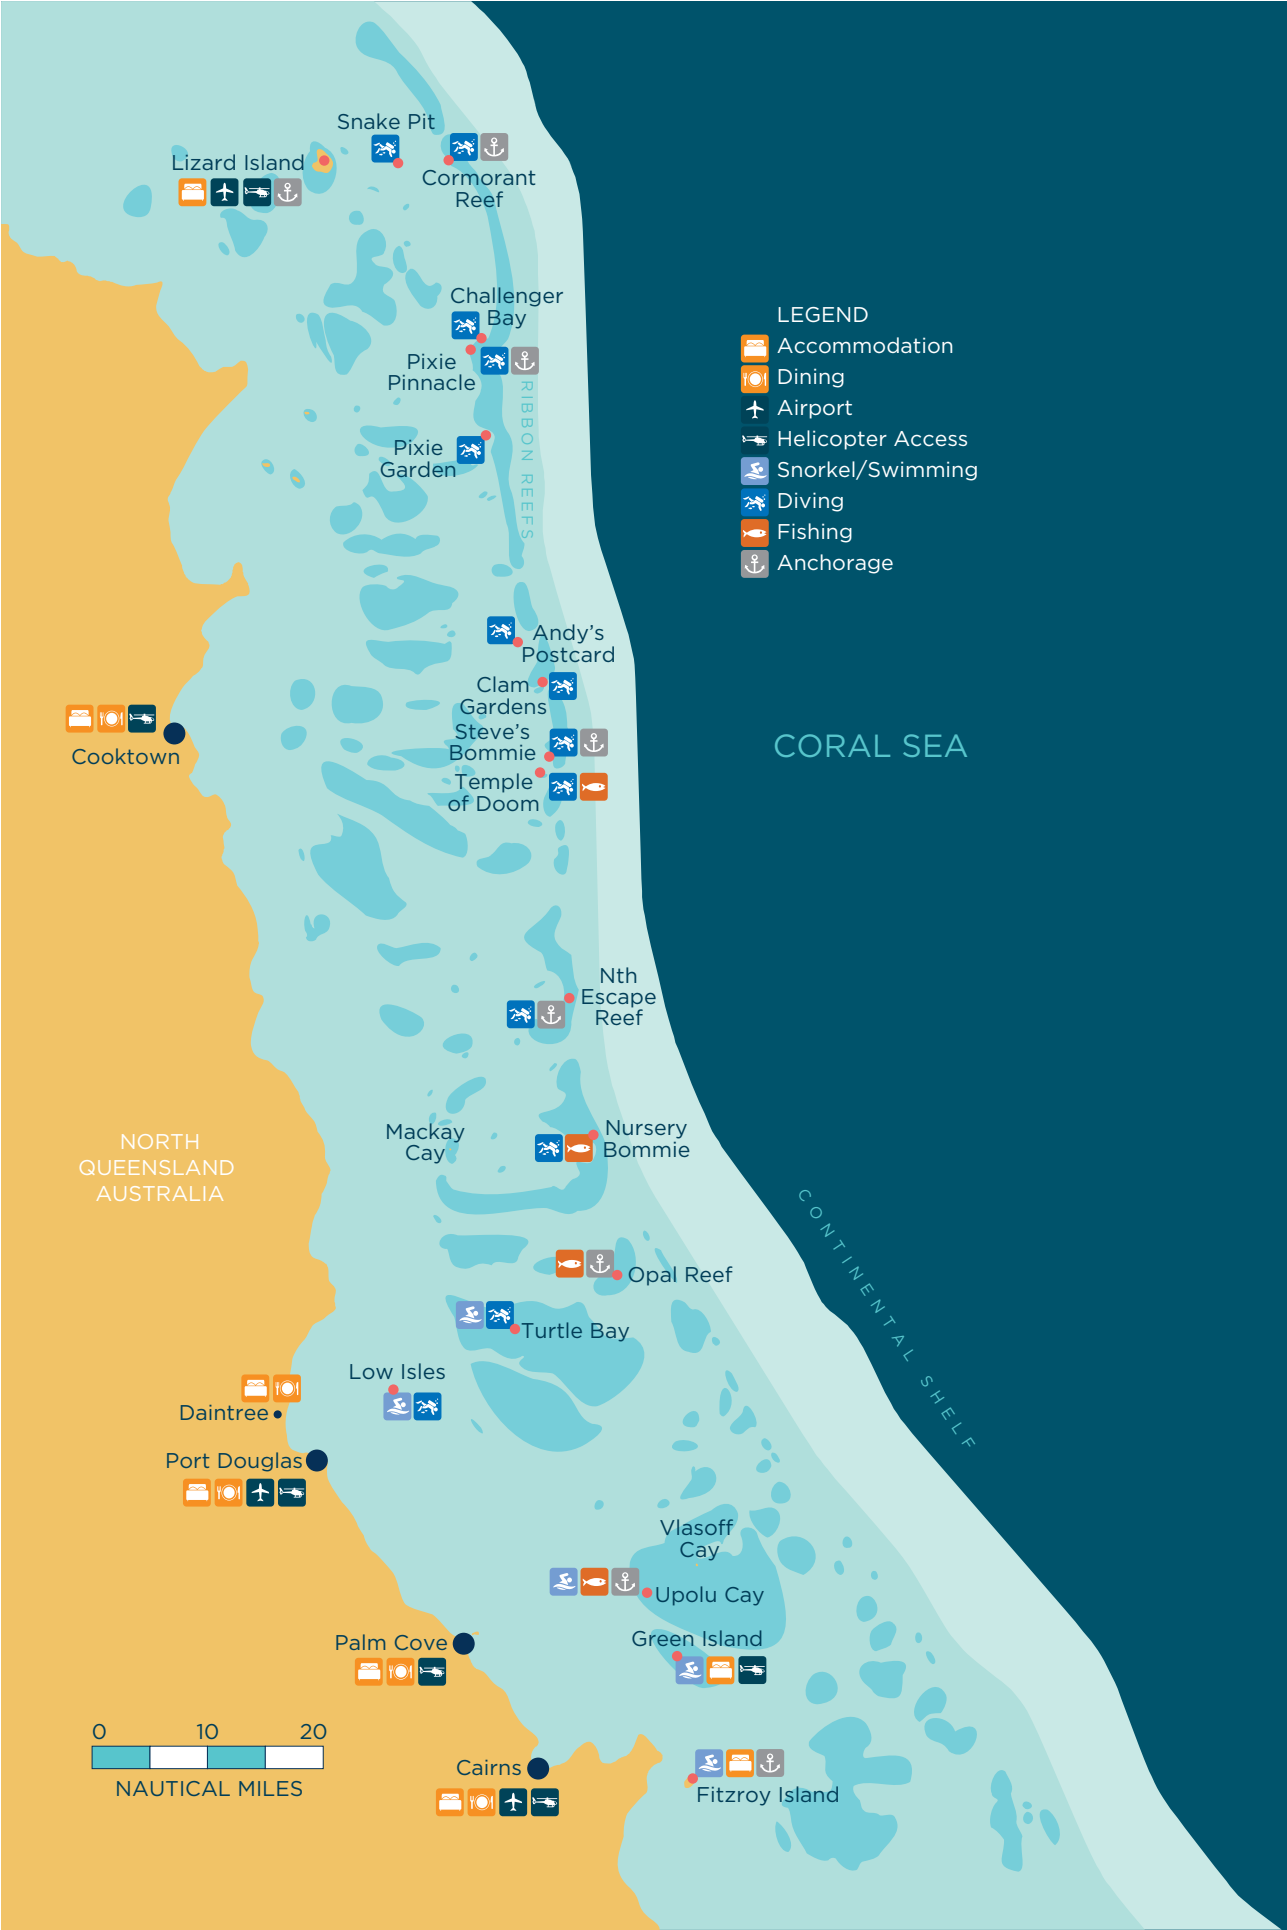 Snake Pit
Lizard Island
Cormorant
Reef
Challenger
Bay
Pixie
Pinnacle
RIBBON REEFS
Pixie
Garden
LEGEND
Accommodation
Dining
Airport
Helicopter Access
Snorkel/Swimming
Diving
Fishing
Anchorage
Andy's
Postcard
Clam
Gardens
Steve's
Bommie
Temple
of Doom
Cooktown
CORAL SEA
Nth
Escape
Reef
Mackay
Cay
Nursery
Bommie
NORTH
QUEENSLAND
AUSTRALIA
CONTINENTAL SHELF
Opal Reef
Turtle Bay
Low Isles
Daintree
Port Douglas
Vlasoff
Cay
Upolu Cay
Green Island
Palm Cove
0 10 20
NAUTICAL MILES
Cairns
Fitzroy Island